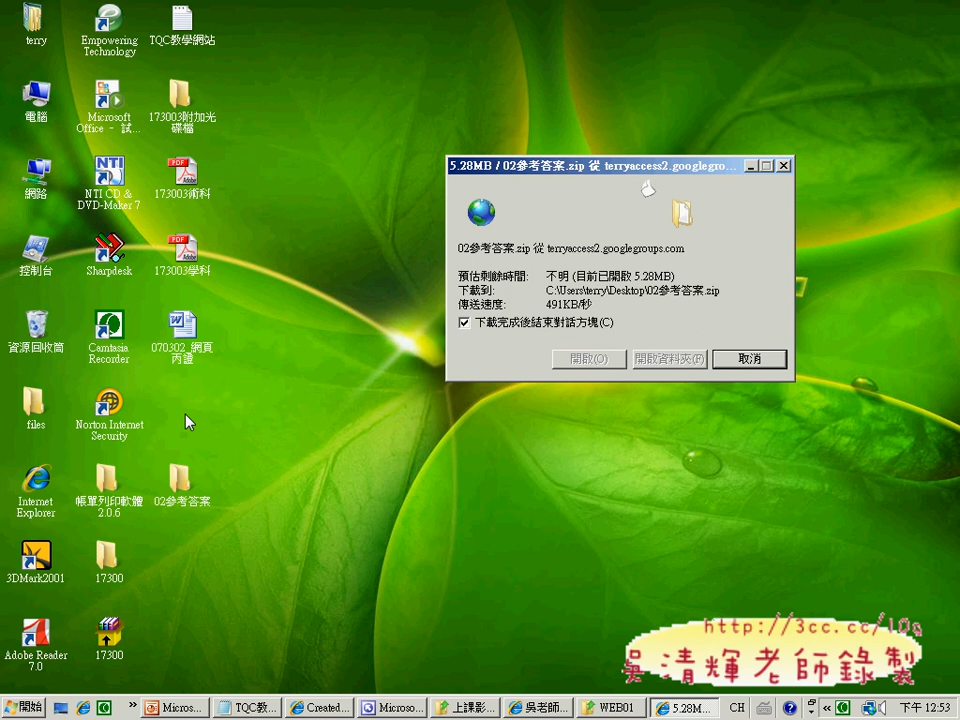 terry
Empowering
Technology
TQC教學網站
電腦
Microsoft
Office - 試...
173003附加光
碟檔
網路
NTI
NTI CD &
DVD-Maker 7
PDF
Adobe
173003術科
控制台
Sharpdesk
PDF
Adobe
173003學科
資源回收筒
Camtasia
Recorder
070302_網頁
丙證
files
Norton Internet
Security
Internet
Explorer
帳單列印軟體
2.0.6
02參考答案
3DMark2001
17300
Adobe Reader
7.0
17300
5.28MB / 02參考答案.zip 從 terryaccess2.googlegro...
02參考答案.zip 從 terryaccess2.googlegroups.com
預估剩餘時間: 不明 (目前已開啟 5.28MB)
下載到: C:\Users\terry\Desktop\02參考答案.zip
傳送速度: 491KB/秒
下載完成後結束對話方塊(C)
開啟(O) 開啟資料夾(F) 取消
http://3cc.cc/10q
吳清輝老師錄製
開始 Micros... TQC教... Created... Microso... 上課影... 吳老師... WEB01 5.28M... CH 下午 12:53